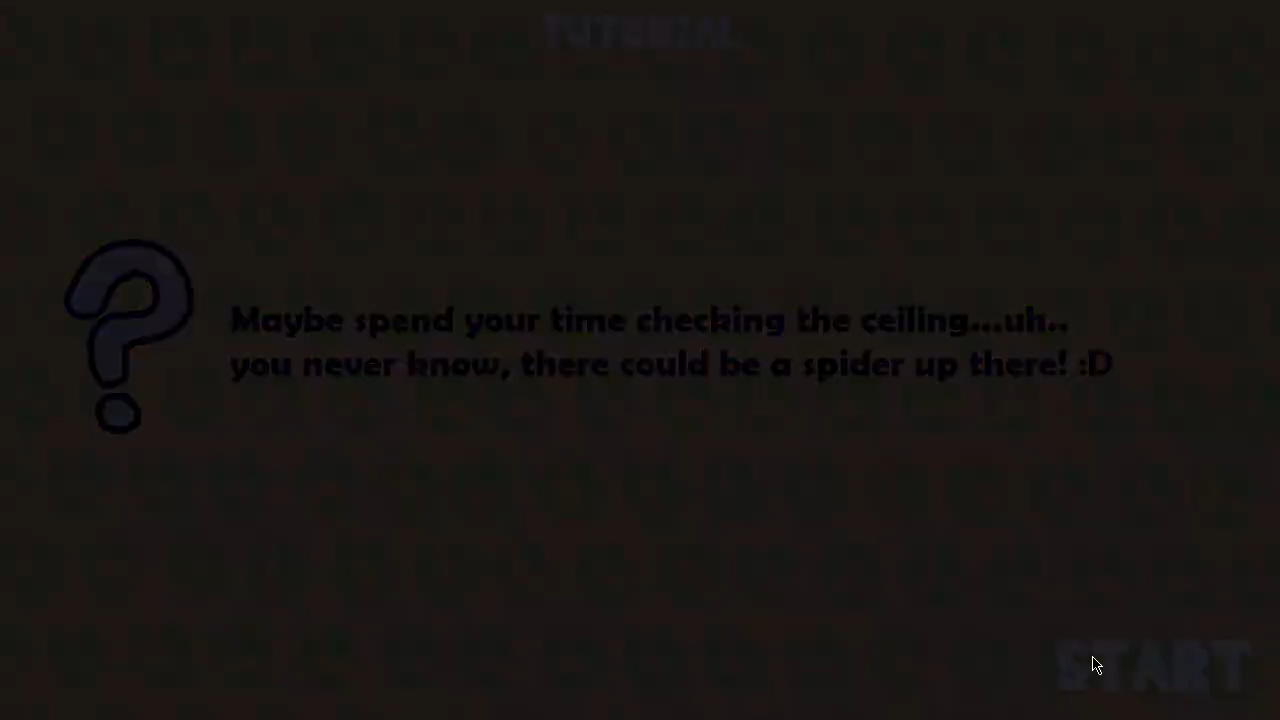 TUTORIAL
?
Maybe spend your time checking the ceiling...uh..
you never know, there could be a spider up there! :D
START